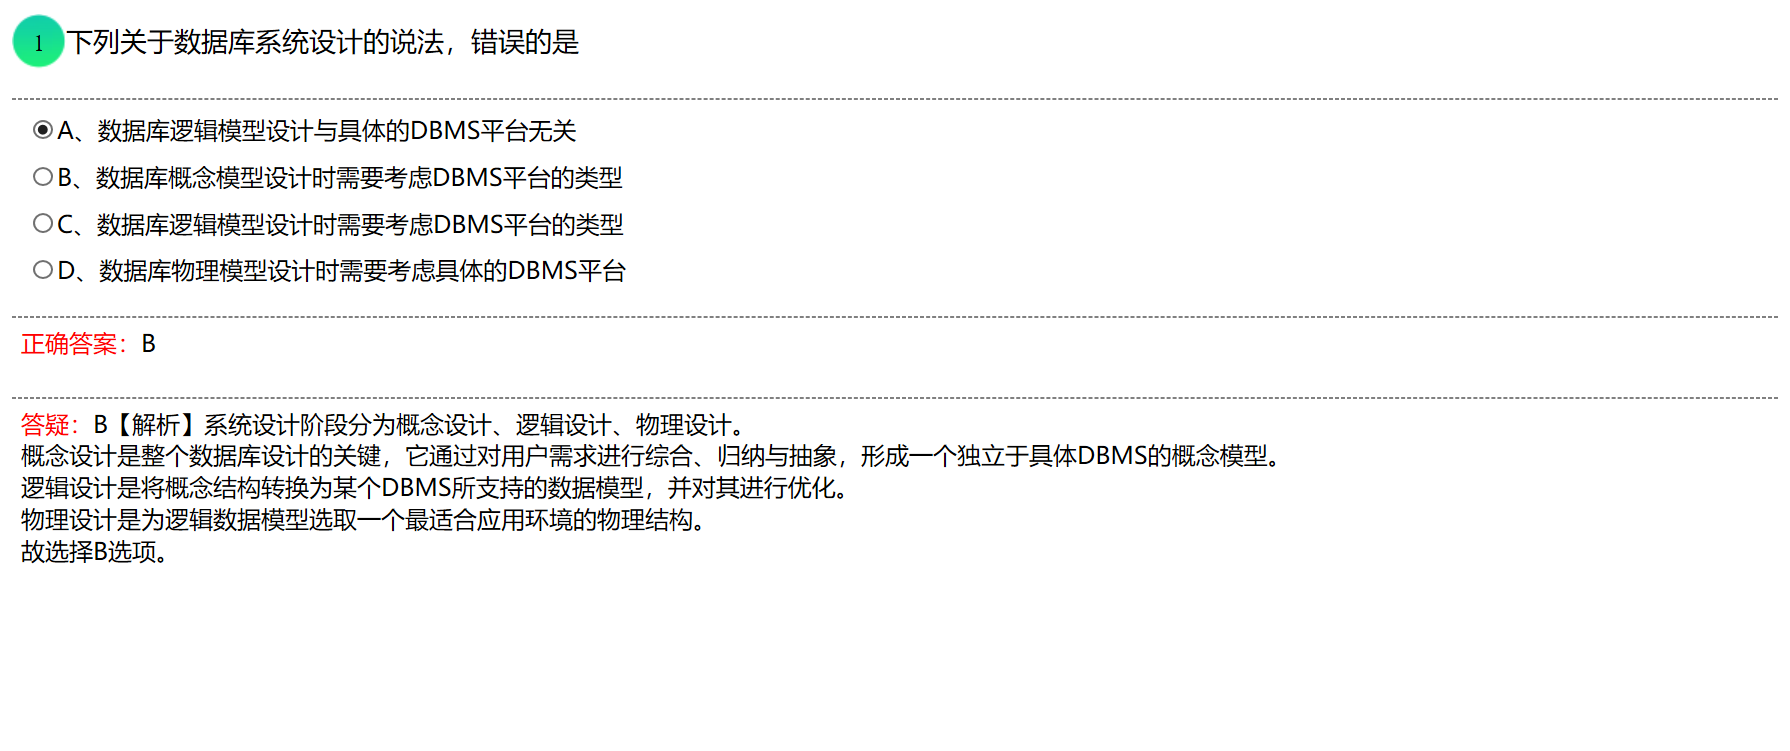 1 下列关于数据库系统设计的说法，错误的是
A、数据库逻辑模型设计与具体的DBMS平台无关
B、数据库概念模型设计时需要考虑DBMS平台的类型
C、数据库逻辑模型设计时需要考虑DBMS平台的类型
D、数据库物理模型设计时需要考虑具体的DBMS平台
正确答案：B
答疑：B【解析】系统设计阶段分为概念设计、逻辑设计、物理设计。
概念设计是整个数据库设计的关键，它通过对用户需求进行综合、归纳与抽象，形成一个独立于具体DBMS的概念模型。
逻辑设计是将概念结构转换为某个DBMS所支持的数据模型，并对其进行优化。
物理设计是为逻辑数据模型选取一个最适合应用环境的物理结构。
故选择B选项。